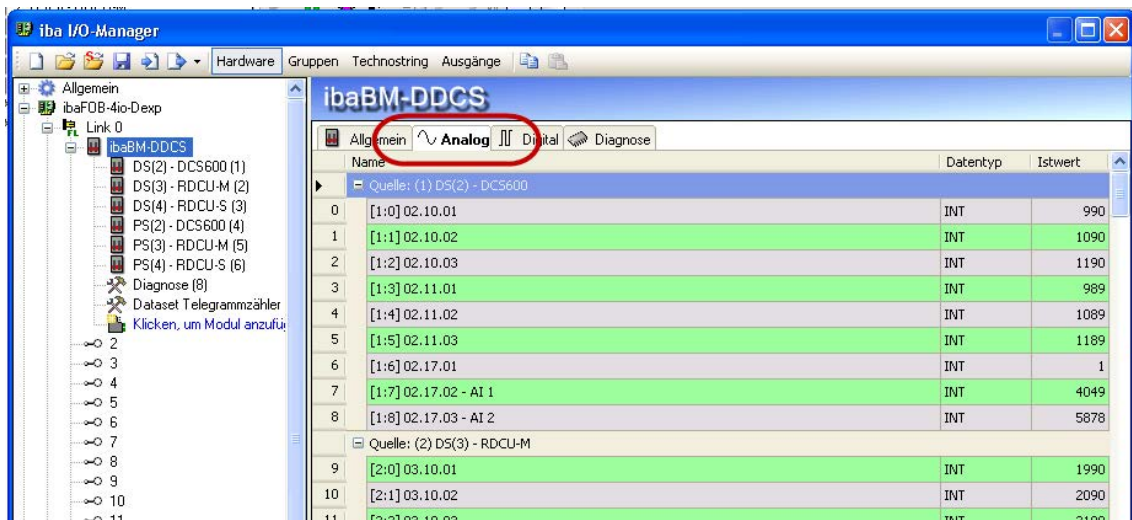 iba I/O-Manager
Hardware Gruppen Technostring Ausgänge
Allgemein
ibaFOB-4io-Dexp
Link 0
ibaBM-DDCS
DS(2) - DCS600 (1)
DS(3) - RDCU-M (2)
DS(4) - RDCU-S (3)
PS(2) - DCS600 (4)
PS(3) - RDCU-M (5)
PS(4) - RDCU-S (6)
Diagnose (8)
Dataset Telegrammzähler
Klicken, um Modul anzufü
2
3
4
5
6
7
8
9
10
ibaBM-DDCS
Allgemein Analog Digital Diagnose
Name Datentyp Istwert
Quelle: (1) DS(2) - DCS600
0 [1:0] 02.10.01 INT 990
1 [1:1] 02.10.02 INT 1090
2 [1:2] 02.10.03 INT 1190
3 [1:3] 02.11.01 INT 989
4 [1:4] 02.11.02 INT 1089
5 [1:5] 02.11.03 INT 1189
6 [1:6] 02.17.01 INT 1
7 [1:7] 02.17.02 - AI 1 INT 4049
8 [1:8] 02.17.03 - AI 2 INT 5878
Quelle: (2) DS(3) - RDCU-M
9 [2:0] 03.10.01 INT 1990
10 [2:1] 03.10.02 INT 2090